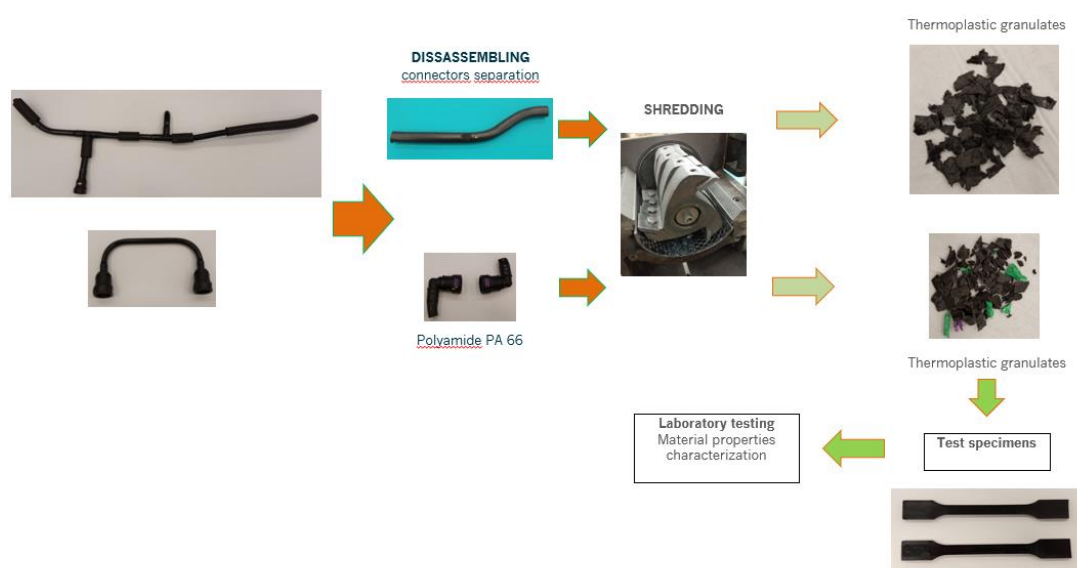 Thermoplastic granulates
DISSASSEMBLING
connectors separation
SHREDDING
Polyamide PA 66
Thermoplastic granulates
Laboratory testing
Material properties
characterization
Test specimens